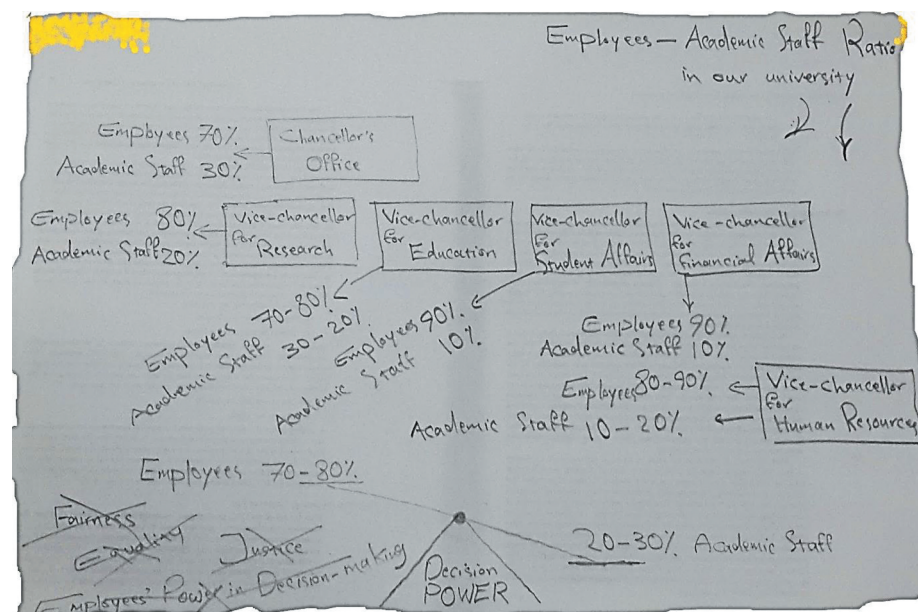 Employees – Academic Staff Ratio
in our university
Employees 70%
Academic Staff 30%
Chancellor's
Office
Employees 80%
Academic Staff 20%
Vice-chancellor
for
Research
Vice-chancellor
for
Education
Vice-chancellor
for
Student Affairs
Vice-chancellor
for
Financial Affairs
Employees 70-80%
Academic Staff 30-20%
Employees 90%
Academic Staff 10%
Employees 90%
Academic Staff 10%
Employees 80-90%
Academic Staff 10-20%
Vice-chancellor
for
Human Resources
Employees 70-80%
Fairness
Equality
Justice
Employees' Power in Decision-making
Decision
POWER
20-30% Academic Staff